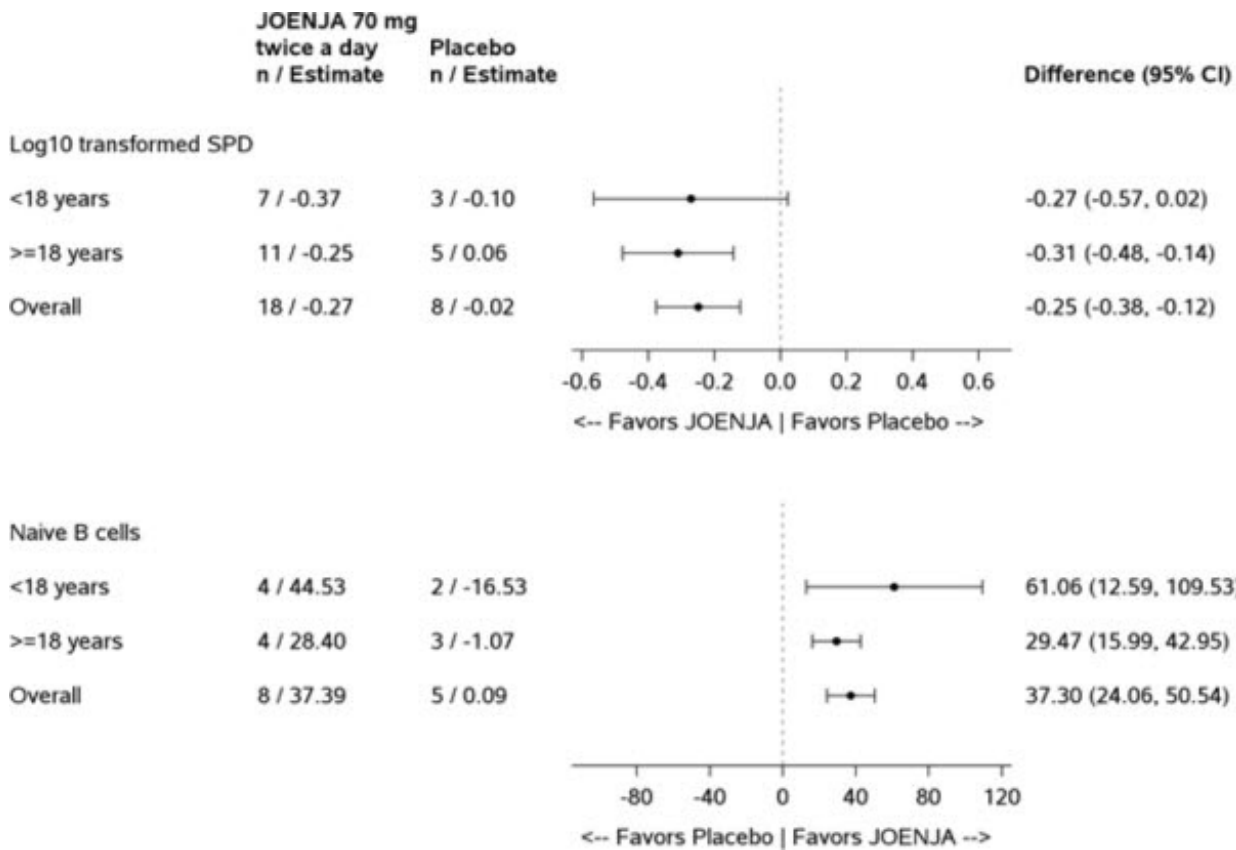 JOENJA 70 mg
twice a day Placebo
n / Estimate n / Estimate Difference (95% CI)
Log10 transformed SPD
<18 years 7 / -0.37 3 / -0.10 -0.27 (-0.57, 0.02)
>=18 years 11 / -0.25 5 / 0.06 -0.31 (-0.48, -0.14)
Overall 18 / -0.27 8 / -0.02 -0.25 (-0.38, -0.12)
-0.6 -0.4 -0.2 0.0 0.2 0.4 0.6
<-- Favors JOENJA | Favors Placebo -->
Naive B cells
<18 years 4 / 44.53 2 / -16.53 61.06 (12.59, 109.53)
>=18 years 4 / 28.40 3 / -1.07 29.47 (15.99, 42.95)
Overall 8 / 37.39 5 / 0.09 37.30 (24.06, 50.54)
-80 -40 0 40 80 120
<-- Favors Placebo | Favors JOENJA -->